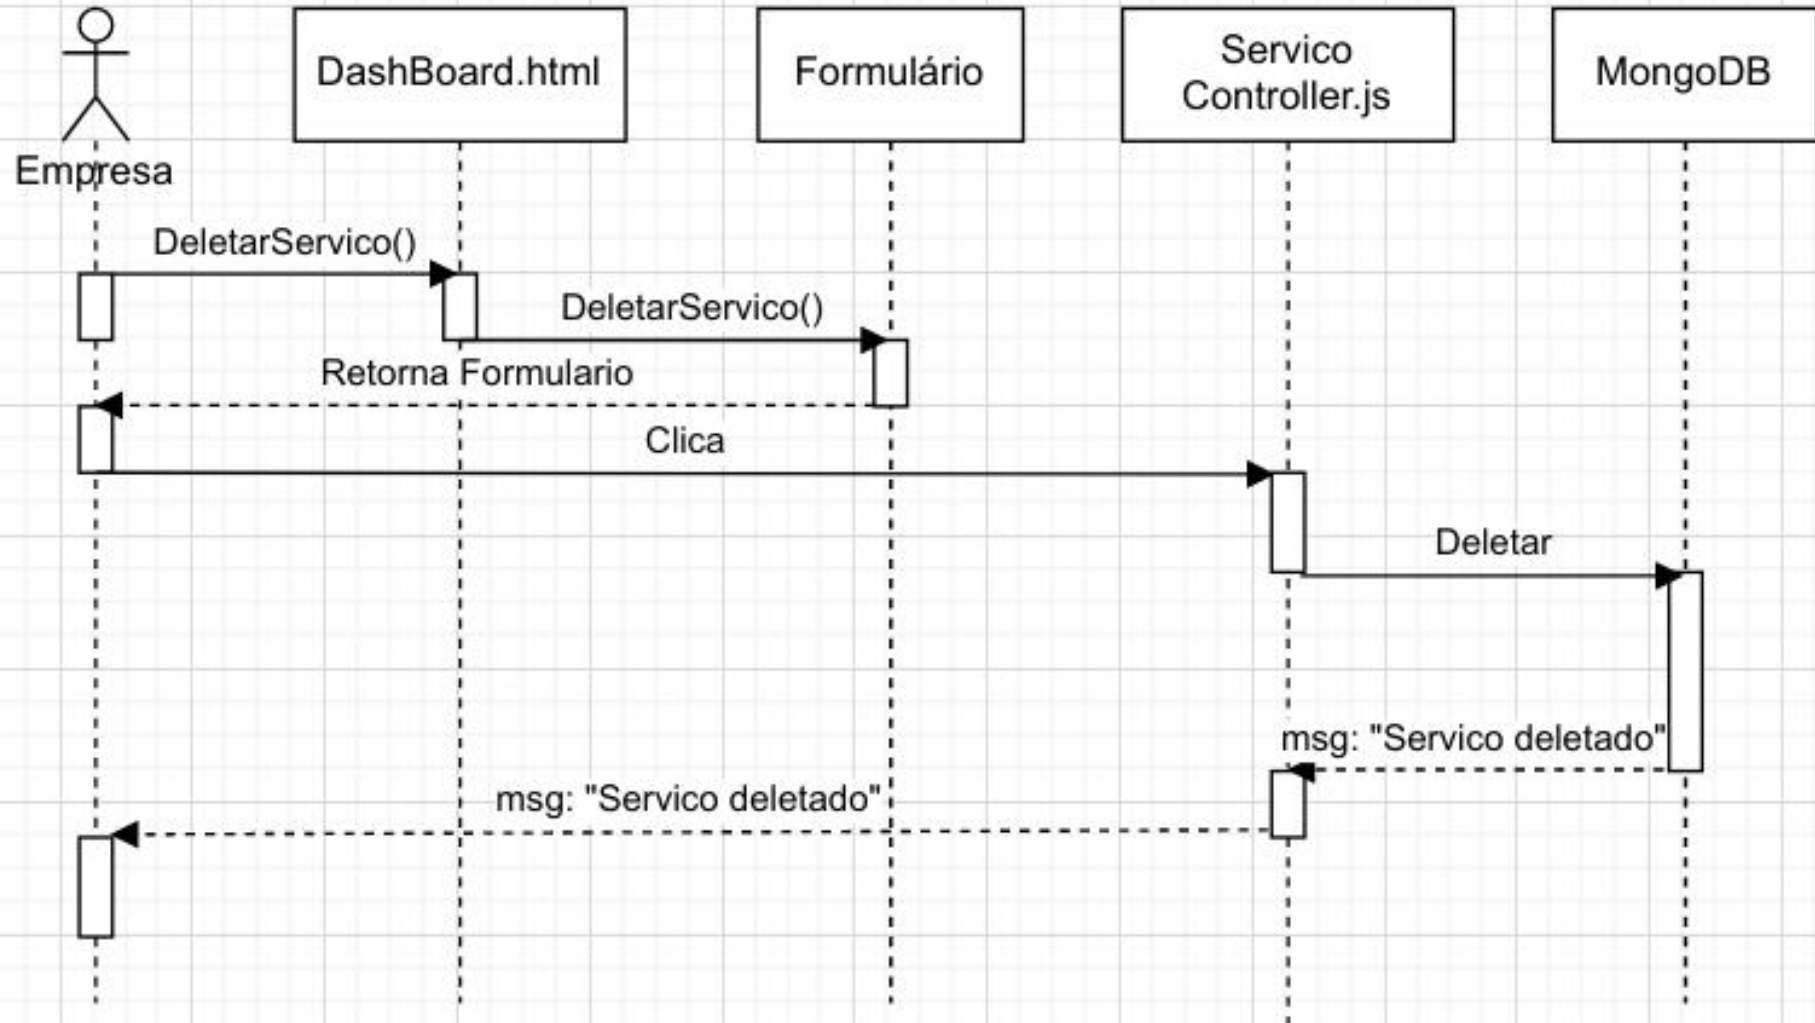 DashBoard.html
Formulário
Servico
Controller.js
MongoDB
Empresa
DeletarServico()
DeletarServico()
Retorna Formulario
Clica
Deletar
msg: "Servico deletado"
msg: "Servico deletado"